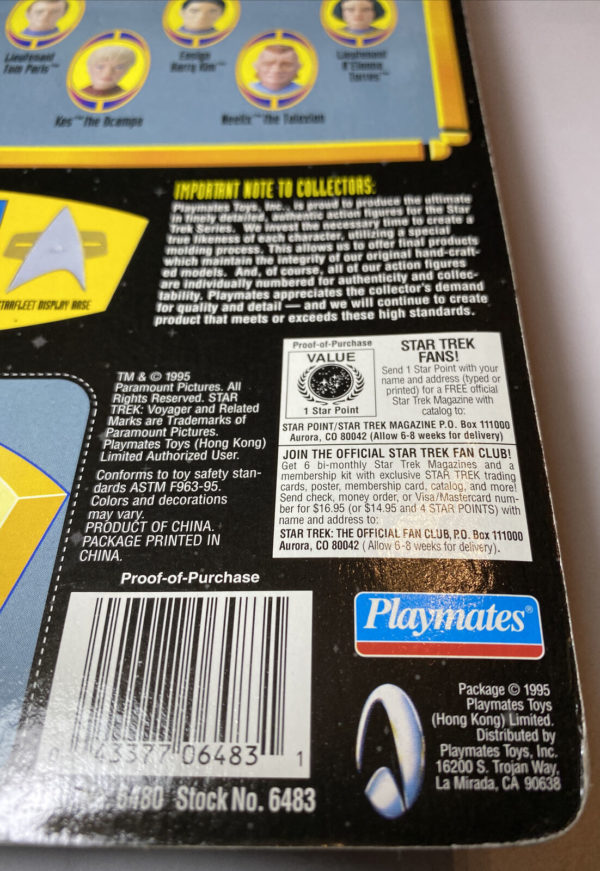 Lieutenant
Tom Paris™
Ensign
Harry Kim™
Lieutenant
B'Elanna
Torres™
Kes™ the Ocampa
Neelix™ the Talaxian
IMPORTANT NOTE TO COLLECTORS:
Playmates Toys, Inc., is proud to produce the ultimate
in finely detailed, authentic action figures for the Star
Trek Series. We invest the necessary time to create a
true likeness of each character, utilizing a special
molding process. This allows us to offer final products
which maintain the integrity of our original hand-craft-
ed models. And, of course, all of our action figures
are individually numbered for authenticity and collec-
tability. Playmates appreciates the collector's demand
for quality and detail — and we will continue to create
product that meets or exceeds these high standards.
STARFLEET DISPLAY BASE
TM & © 1995
Paramount Pictures. All
Rights Reserved. STAR
TREK: Voyager and Related
Marks are Trademarks of
Paramount Pictures.
Playmates Toys (Hong Kong)
Limited Authorized User.
Conforms to toy safety stan-
dards ASTM F963-95.
Colors and decorations
may vary.
PRODUCT OF CHINA.
PACKAGE PRINTED IN
CHINA.
Proof-of-Purchase
VALUE
1 Star Point
STAR TREK
FANS!
Send 1 Star Point with your
name and address (typed or
printed) for a FREE official
Star Trek Magazine with
catalog to:
STAR POINT/STAR TREK MAGAZINE P.O. Box 111000
Aurora, CO 80042 (Allow 6-8 weeks for delivery)
JOIN THE OFFICIAL STAR TREK FAN CLUB!
Get 6 bi-monthly Star Trek Magazines and a
membership kit with exclusive STAR TREK trading
cards, poster, membership card, catalog, and more!
Send check, money order, or Visa/Mastercard num-
ber for $16.95 (or $14.95 and 4 STAR POINTS) with
name and address to:
STAR TREK: THE OFFICIAL FAN CLUB, P.O. Box 111000
Aurora, CO 80042 ( Allow 6-8 weeks for delivery).
Proof-of-Purchase
0 43377 06483 1
6480 Stock No. 6483
Playmates®
Package © 1995
Playmates Toys
(Hong Kong) Limited.
Distributed by
Playmates Toys, Inc.
16200 S. Trojan Way,
La Mirada, CA 90638